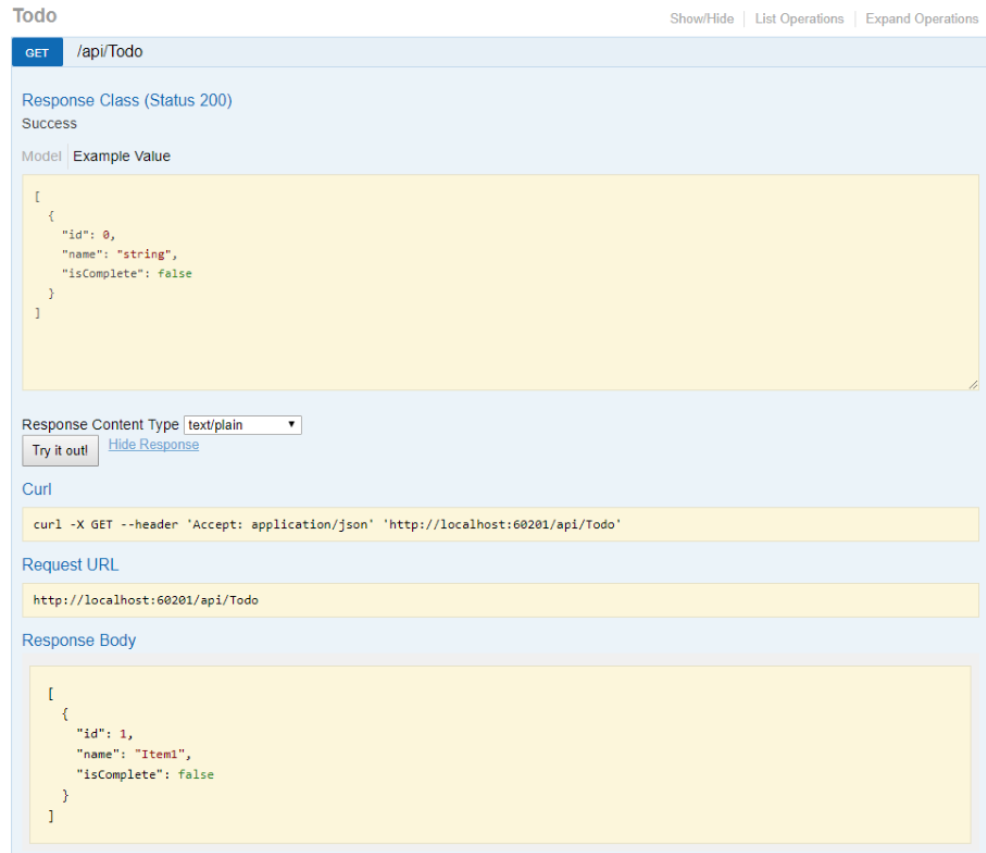 Todo
Show/Hide List Operations Expand Operations
GET /api/Todo
Response Class (Status 200)
Success
Model Example Value
[
{
"id": 0,
"name": "string",
"isComplete": false
}
]
Response Content Type text/plain
Try it out! Hide Response
Curl
curl -X GET --header 'Accept: application/json' 'http://localhost:60201/api/Todo'
Request URL
http://localhost:60201/api/Todo
Response Body
[
{
"id": 1,
"name": "Item1",
"isComplete": false
}
]